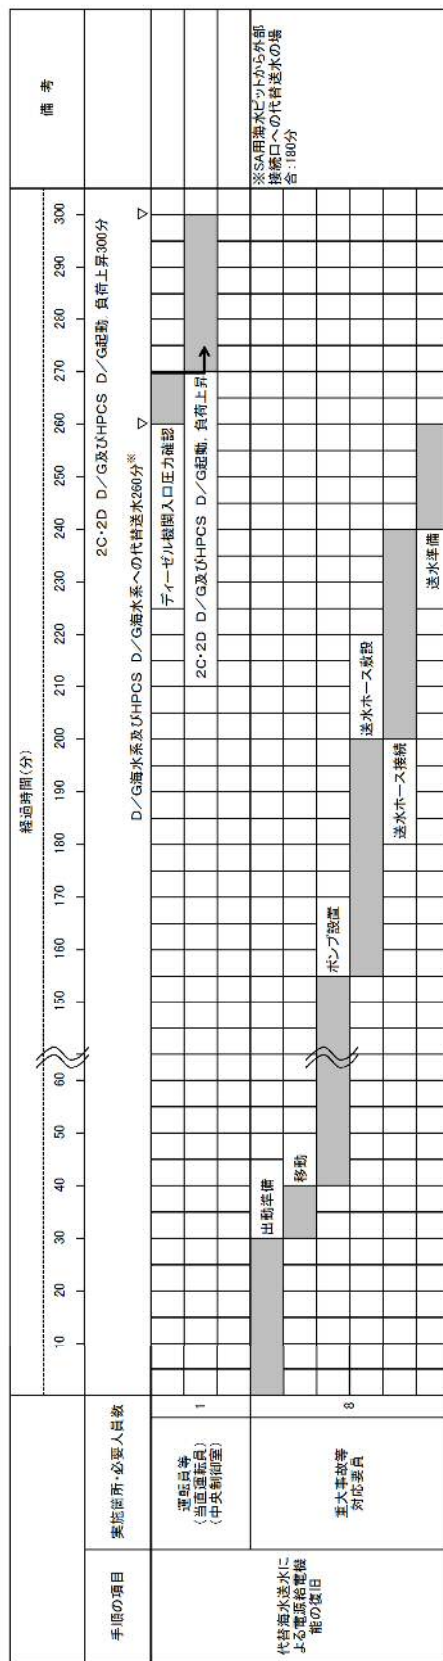 手順の項目
実施箇所・必要人員数
経過時間(分)
備 考
10 20 30 40 50 60 150 160 170 180 190 200 210 220 230 240 250 260 270 280 290 300
2C・2D D/G及びHPCS D/G起動,負荷上昇300分
▽
D/G海水系及びHPCS D/G海水系への代替送水260分※
▽
代替海水送水に
よる電源給電機
能の復旧
運転員等
(当直運転員)
(中央制御室)
1
ディーゼル機関入口圧力確認
2C・2D D/G及びHPCS D/G起動,負荷上昇
重大事故等
対応要員
8
出動準備
移動
ポンプ設置
送水ホース敷設
送水ホース接続
送水準備
※SA用海水ピットから外部
接続口への代替送水の場
合:180分